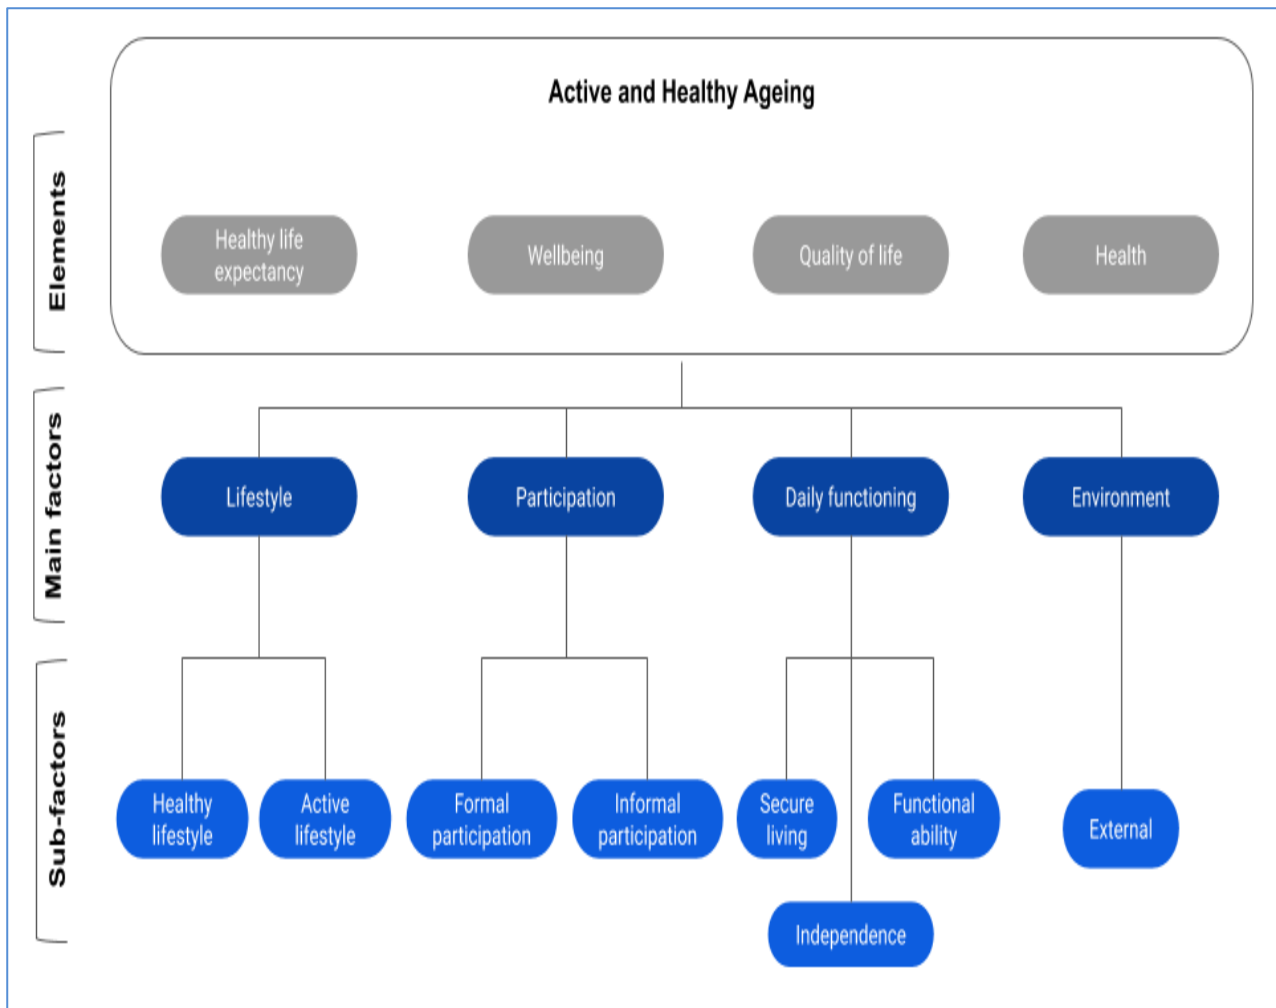 Active and Healthy Ageing
Elements
Healthy life
expectancy
Wellbeing
Quality of life
Health
Main factors
Lifestyle
Participation
Daily functioning
Environment
Sub-factors
Healthy
lifestyle
Active
lifestyle
Formal
participation
Informal
participation
Secure
living
Functional
ability
External
Independence